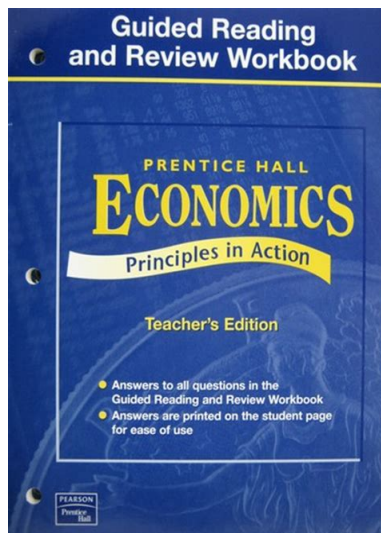 Guided Reading
and Review Workbook
PRENTICE HALL
ECONOMICS
Principles in Action
Teacher's Edition
Answers to all questions in the
Guided Reading and Review Workbook
Answers are printed on the student page
for ease of use
PEARSON
Prentice
Hall